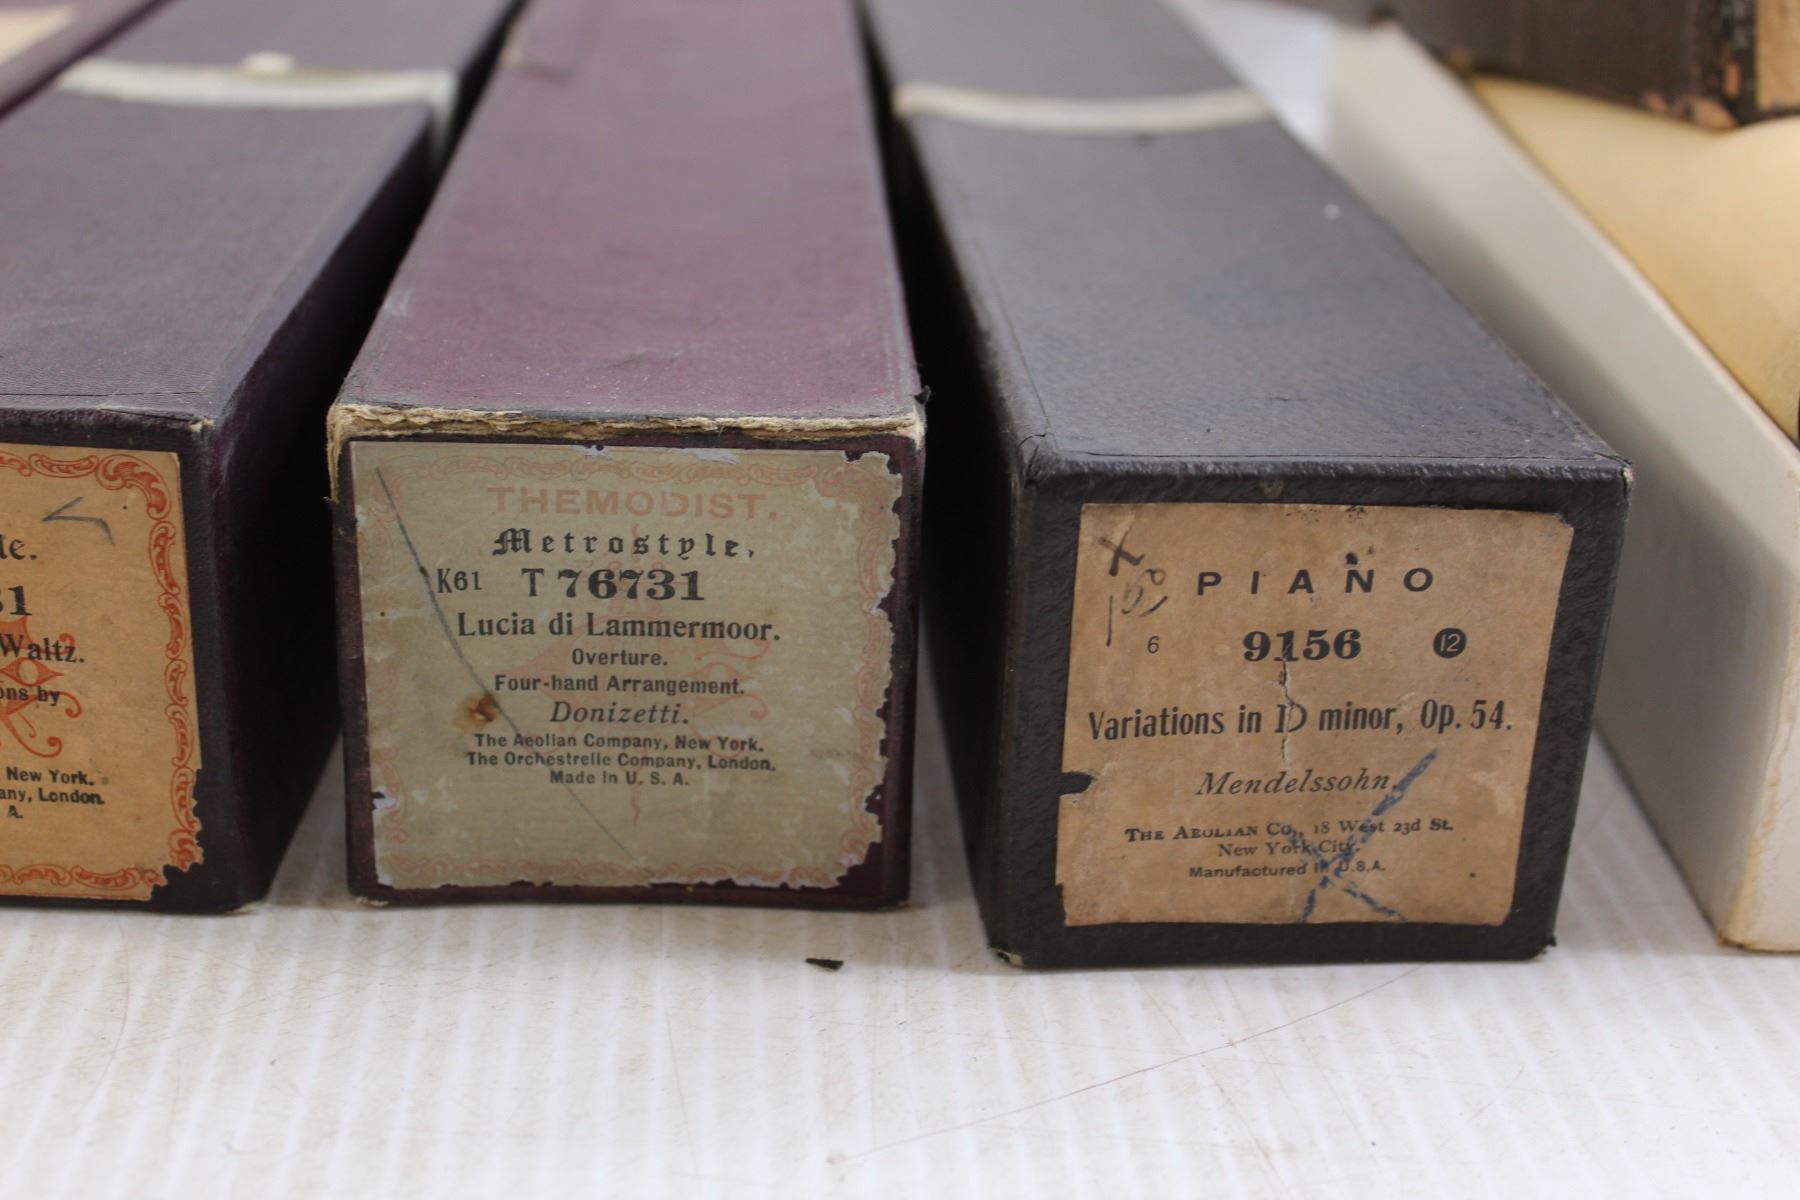 31
Waltz.
ons by
New York.
any, London.
A.
THEMODIST.
Metrostyle.
K61 T 76731
Lucia di Lammermoor.
Overture.
Four-hand Arrangement.
Donizetti.
The Aeolian Company, New York.
The Orchestrelle Company, London.
Made in U. S. A.
PIANO
6 9156 12
Variations in D minor, Op. 54.
Mendelssohn.
THE AEOLIAN CO., 18 West 23d St.
New York City.
Manufactured in U.S.A.